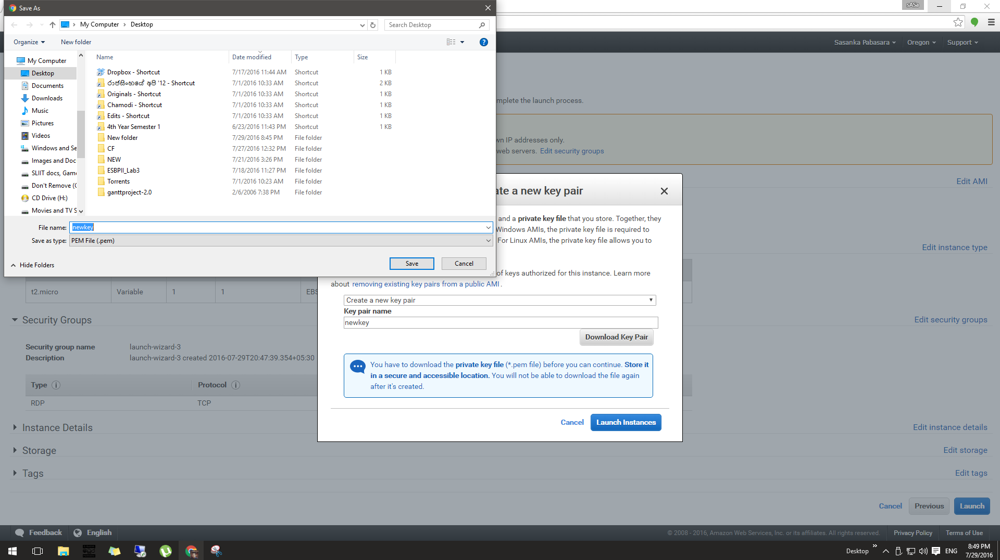 Save As
sASa
My Computer
Desktop
Search Desktop
Organize
New folder
Sasanka Pabasara
Oregon
Support
My Computer
Desktop
Documents
Downloads
Music
Pictures
Videos
Windows and Se
Images and Doc
SLIIT docs, Game
Don't Remove (G
CD Drive (H:)
Movies and TV S
Name Date modified Type Size
Dropbox - Shortcut 7/17/2016 11:44 AM Shortcut 1 KB
රාජසිංහයේ අපි '12 - Shortcut 7/1/2016 10:33 AM Shortcut 2 KB
Originals - Shortcut 7/1/2016 10:33 AM Shortcut 1 KB
Chamodi - Shortcut 7/1/2016 10:33 AM Shortcut 1 KB
Edits - Shortcut 7/1/2016 10:33 AM Shortcut 1 KB
4th Year Semester 1 6/23/2016 11:43 PM Shortcut 1 KB
New folder 7/29/2016 8:45 PM File folder
CF 7/27/2016 12:32 PM File folder
NEW 7/21/2016 3:26 PM File folder
ESBPII_Lab3 7/18/2016 11:27 PM File folder
Torrents 7/1/2016 10:23 AM File folder
ganttproject-2.0 2/6/2006 7:38 PM File folder
File name: newkey
Save as type: PEM File (.pem)
Hide Folders
Save
Cancel
mplete the launch process.
wn IP addresses only.
web servers. Edit security groups
Edit AMI
Edit instance type
ate a new key pair
and a private key file that you store. Together, they
Windows AMIs, the private key file is required to
For Linux AMIs, the private key file allows you to
of keys authorized for this instance. Learn more
about removing existing key pairs from a public AMI.
Create a new key pair
Key pair name
newkey
Download Key Pair
You have to download the private key file (*.pem file) before you can continue. Store it
in a secure and accessible location. You will not be able to download the file again
after it's created.
Cancel
Launch Instances
t2.micro Variable 1 1 EBS
Security Groups
Edit security groups
Security group name launch-wizard-3
Description launch-wizard-3 created 2016-07-29T20:47:39.354+05:30
Type Protocol
RDP TCP
Instance Details
Edit instance details
Storage
Edit storage
Tags
Edit tags
Cancel
Previous
Launch
Feedback
English
© 2008 - 2016, Amazon Web Services, Inc. or its affiliates. All rights reserved.
Privacy Policy
Terms of Use
Desktop
ENG
8:49 PM
7/29/2016